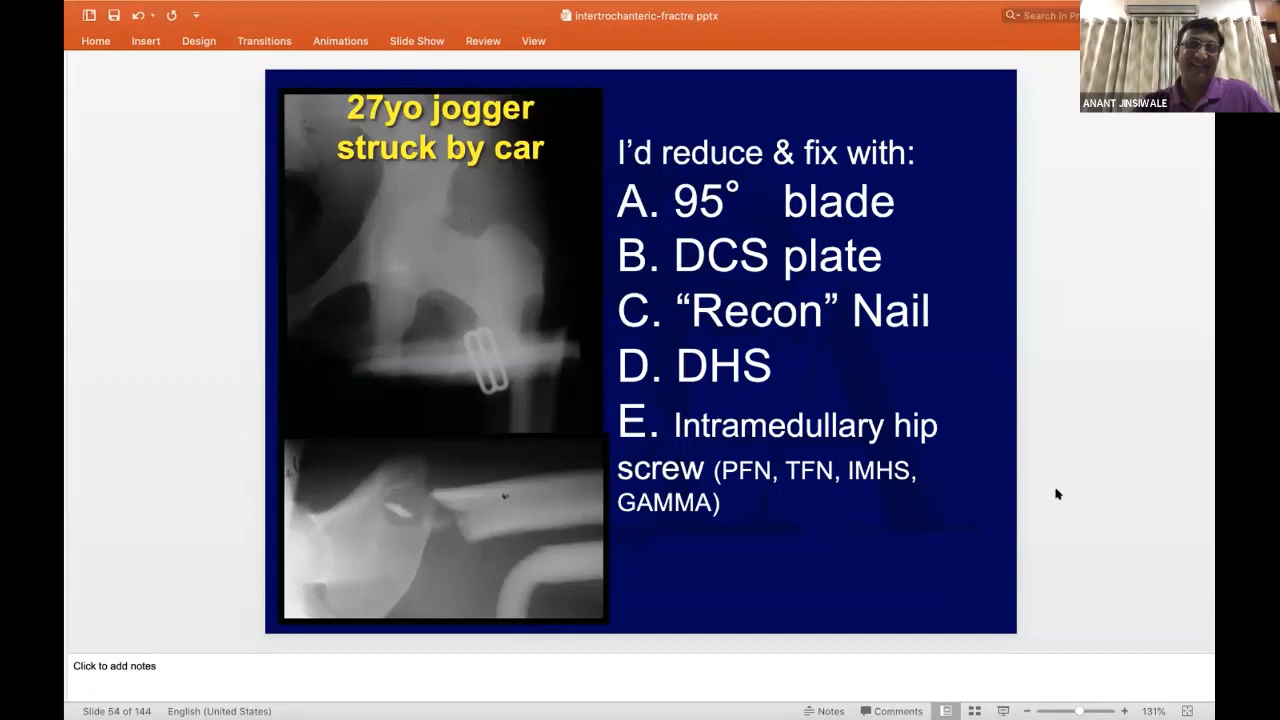 intertrochanteric-fractre pptx
Search in Pr
Home Insert Design Transitions Animations Slide Show Review View
ANANT JINSIWALE
27yo jogger
struck by car
I’d reduce & fix with:
A. 95° blade
B. DCS plate
C. “Recon” Nail
D. DHS
E. Intramedullary hip
screw (PFN, TFN, IMHS,
GAMMA)
Click to add notes
Slide 54 of 144 English (United States) Notes Comments 131%